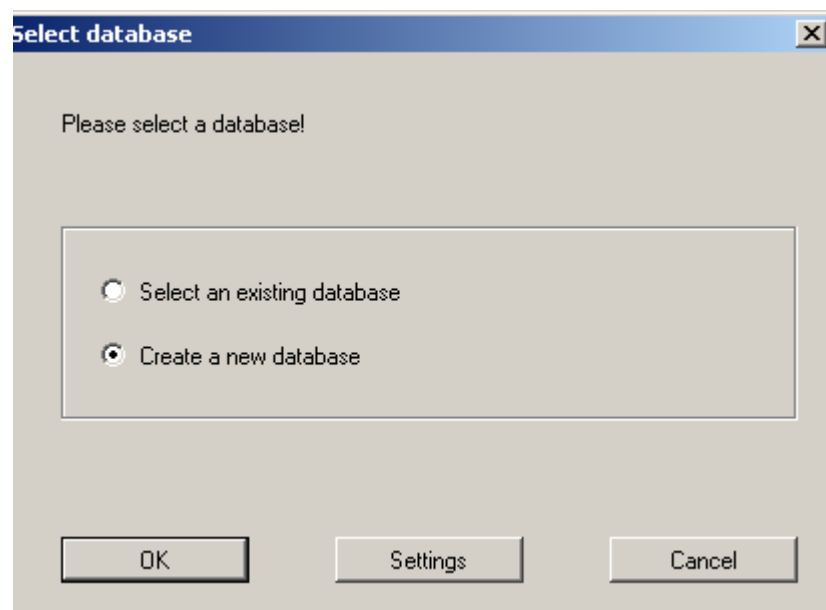 Select database
Please select a database!
Select an existing database
Create a new database
OK
Settings
Cancel